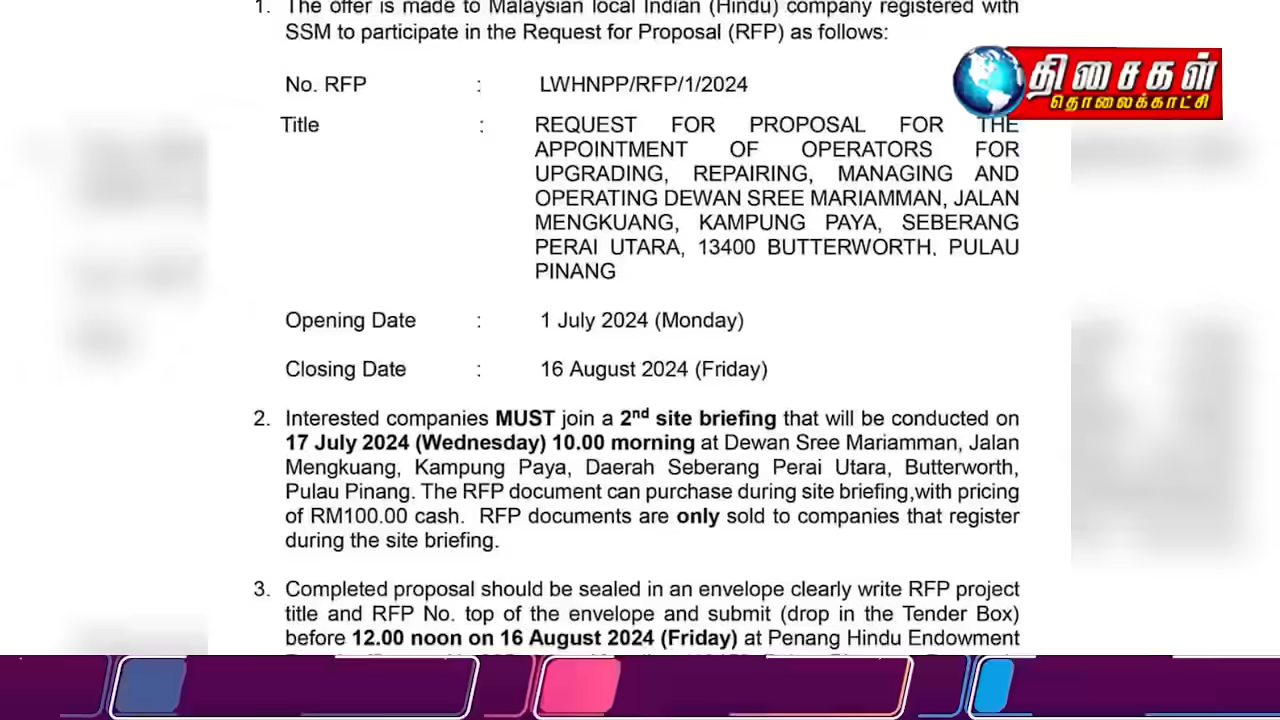 1. The offer is made to Malaysian local Indian (Hindu) company registered with
SSM to participate in the Request for Proposal (RFP) as follows:
திசைகள்
தொலைக்காட்சி
No. RFP : LWHNPP/RFP/1/2024
Title : REQUEST FOR PROPOSAL FOR THE
APPOINTMENT OF OPERATORS FOR
UPGRADING, REPAIRING, MANAGING AND
OPERATING DEWAN SREE MARIAMMAN, JALAN
MENGKUANG, KAMPUNG PAYA, SEBERANG
PERAI UTARA, 13400 BUTTERWORTH, PULAU
PINANG
Opening Date : 1 July 2024 (Monday)
Closing Date : 16 August 2024 (Friday)
2. Interested companies MUST join a 2nd site briefing that will be conducted on
17 July 2024 (Wednesday) 10.00 morning at Dewan Sree Mariamman, Jalan
Mengkuang, Kampung Paya, Daerah Seberang Perai Utara, Butterworth,
Pulau Pinang. The RFP document can purchase during site briefing,with pricing
of RM100.00 cash. RFP documents are only sold to companies that register
during the site briefing.
3. Completed proposal should be sealed in an envelope clearly write RFP project
title and RFP No. top of the envelope and submit (drop in the Tender Box)
before 12.00 noon on 16 August 2024 (Friday) at Penang Hindu Endowment